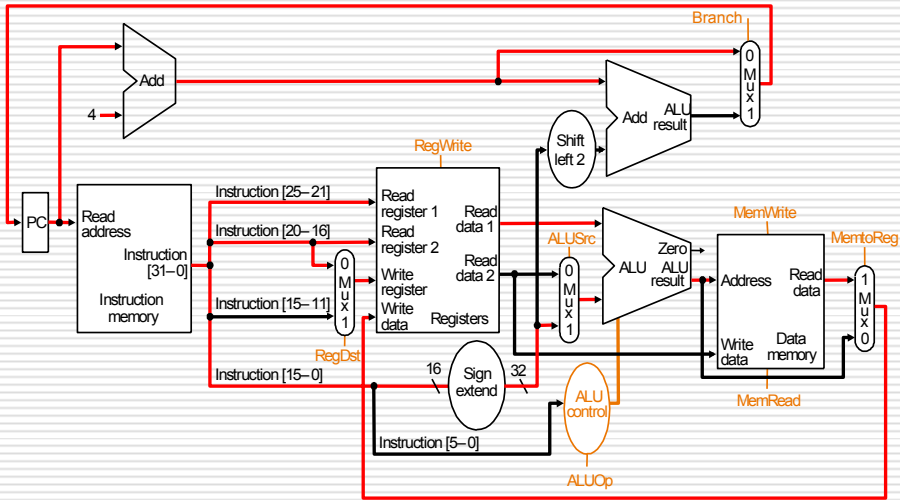 Branch
0
Mux
1
Add
4
Add
ALU
result
Shift
left 2
RegWrite
PC
Read
address
Instruction
[31–0]
Instruction
memory
Instruction [25–21]
Instruction [20–16]
Instruction [15–11]
Instruction [15–0]
Instruction [5–0]
0
Mux
1
RegDst
Read
register 1
Read
register 2
Write
register
Write
data
Read
data 1
Read
data 2
Registers
16
Sign
extend
32
ALUSrc
0
Mux
1
Zero
ALU
ALU
result
ALU
control
ALUOp
MemWrite
Address
Read
data
Write
data
Data
memory
MemRead
MemtoReg
1
Mux
0